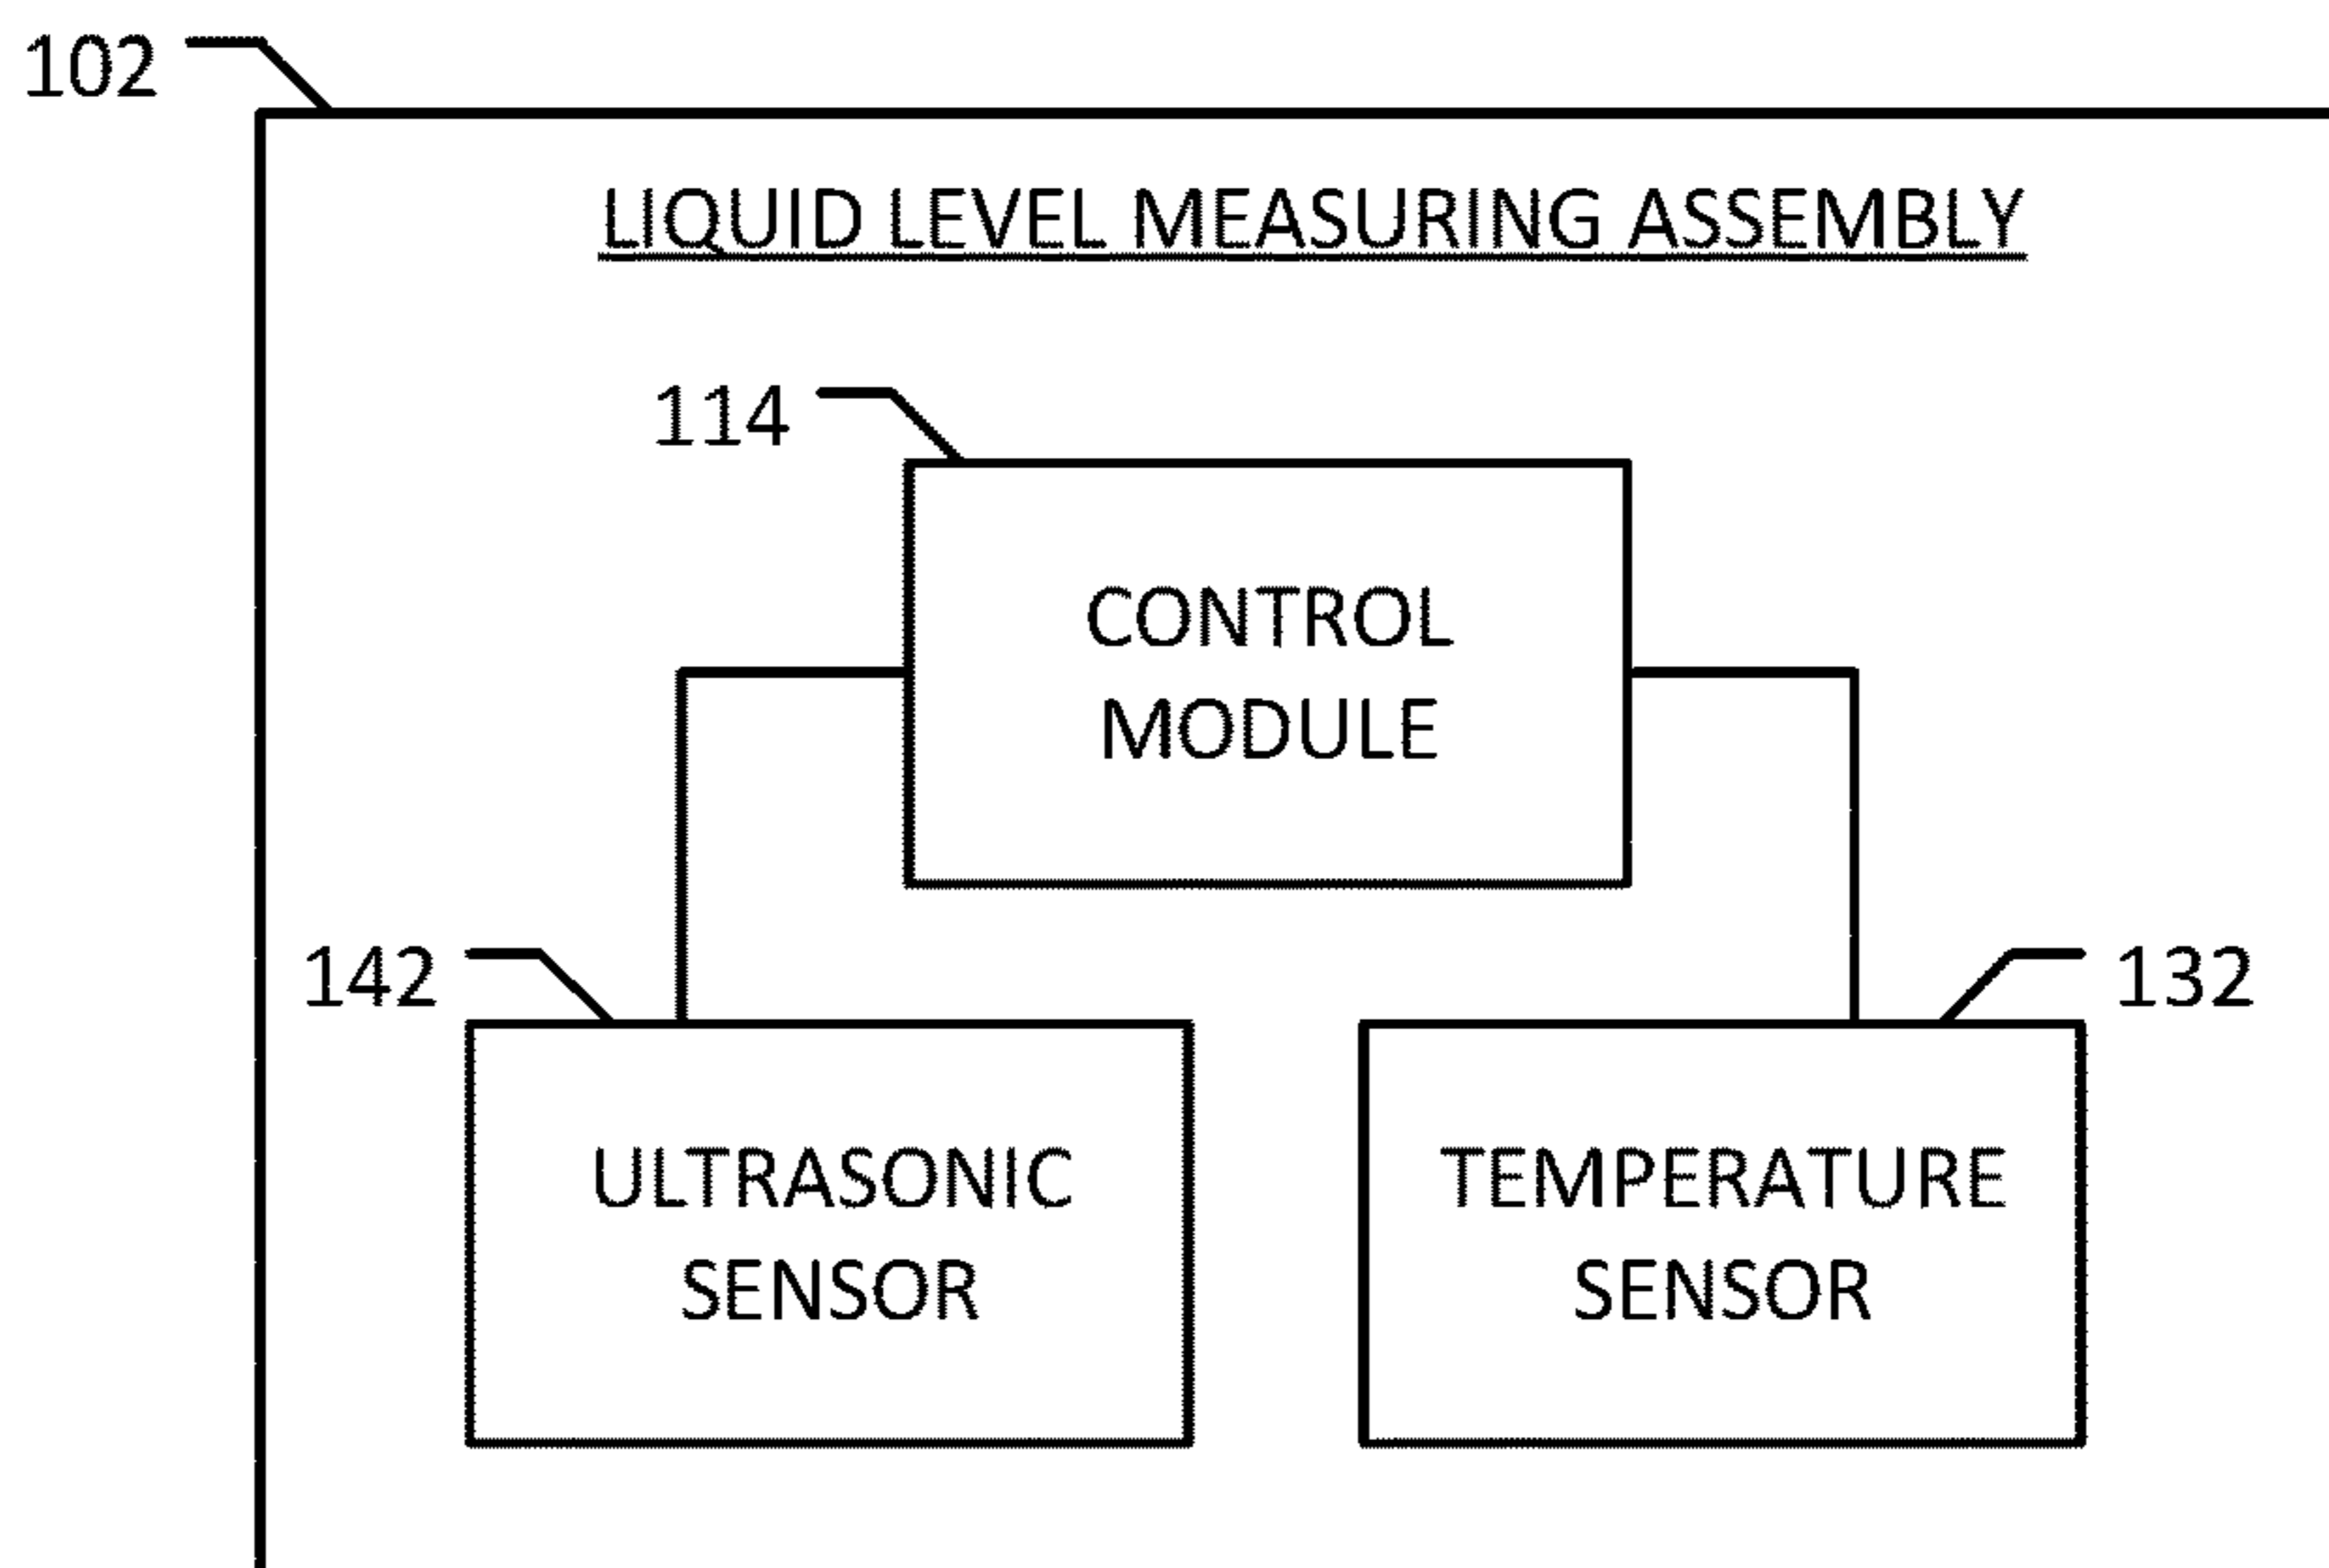 102
LIQUID LEVEL MEASURING ASSEMBLY
114
CONTROL
MODULE
142
132
ULTRASONIC
SENSOR
TEMPERATURE
SENSOR